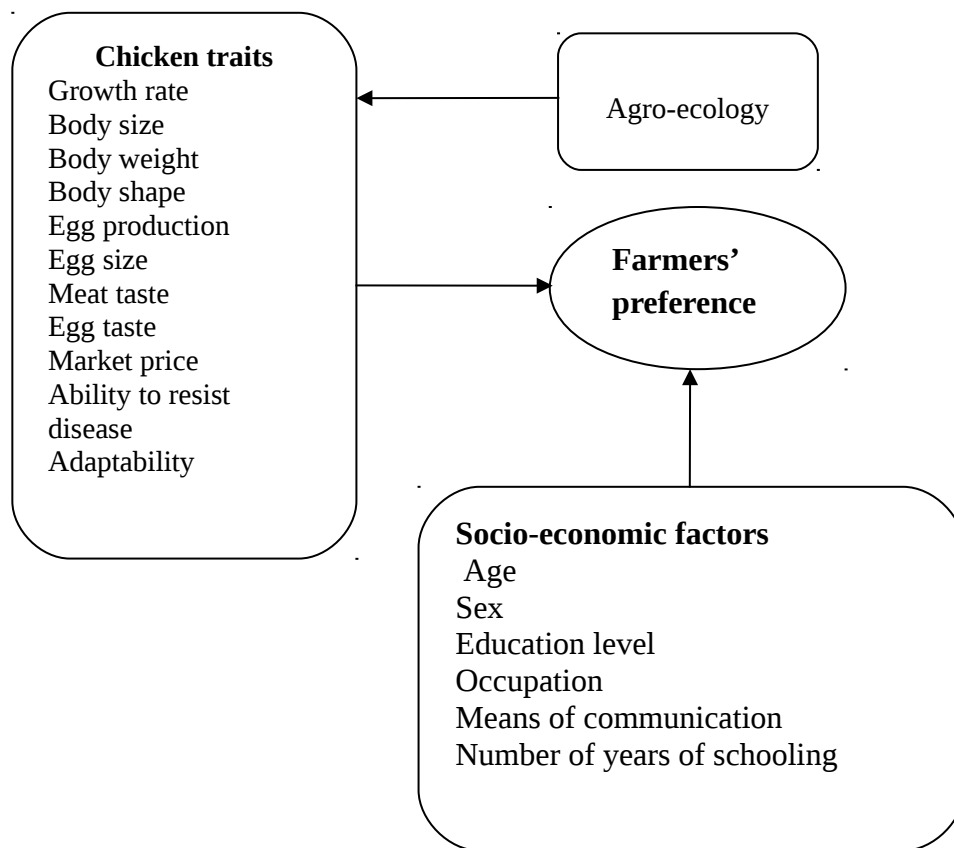 Chicken traits
Growth rate
Body size
Body weight
Body shape
Egg production
Egg size
Meat taste
Egg taste
Market price
Ability to resist
disease
Adaptability
Agro-ecology
Farmers’
preference
Socio-economic factors
Age
Sex
Education level
Occupation
Means of communication
Number of years of schooling